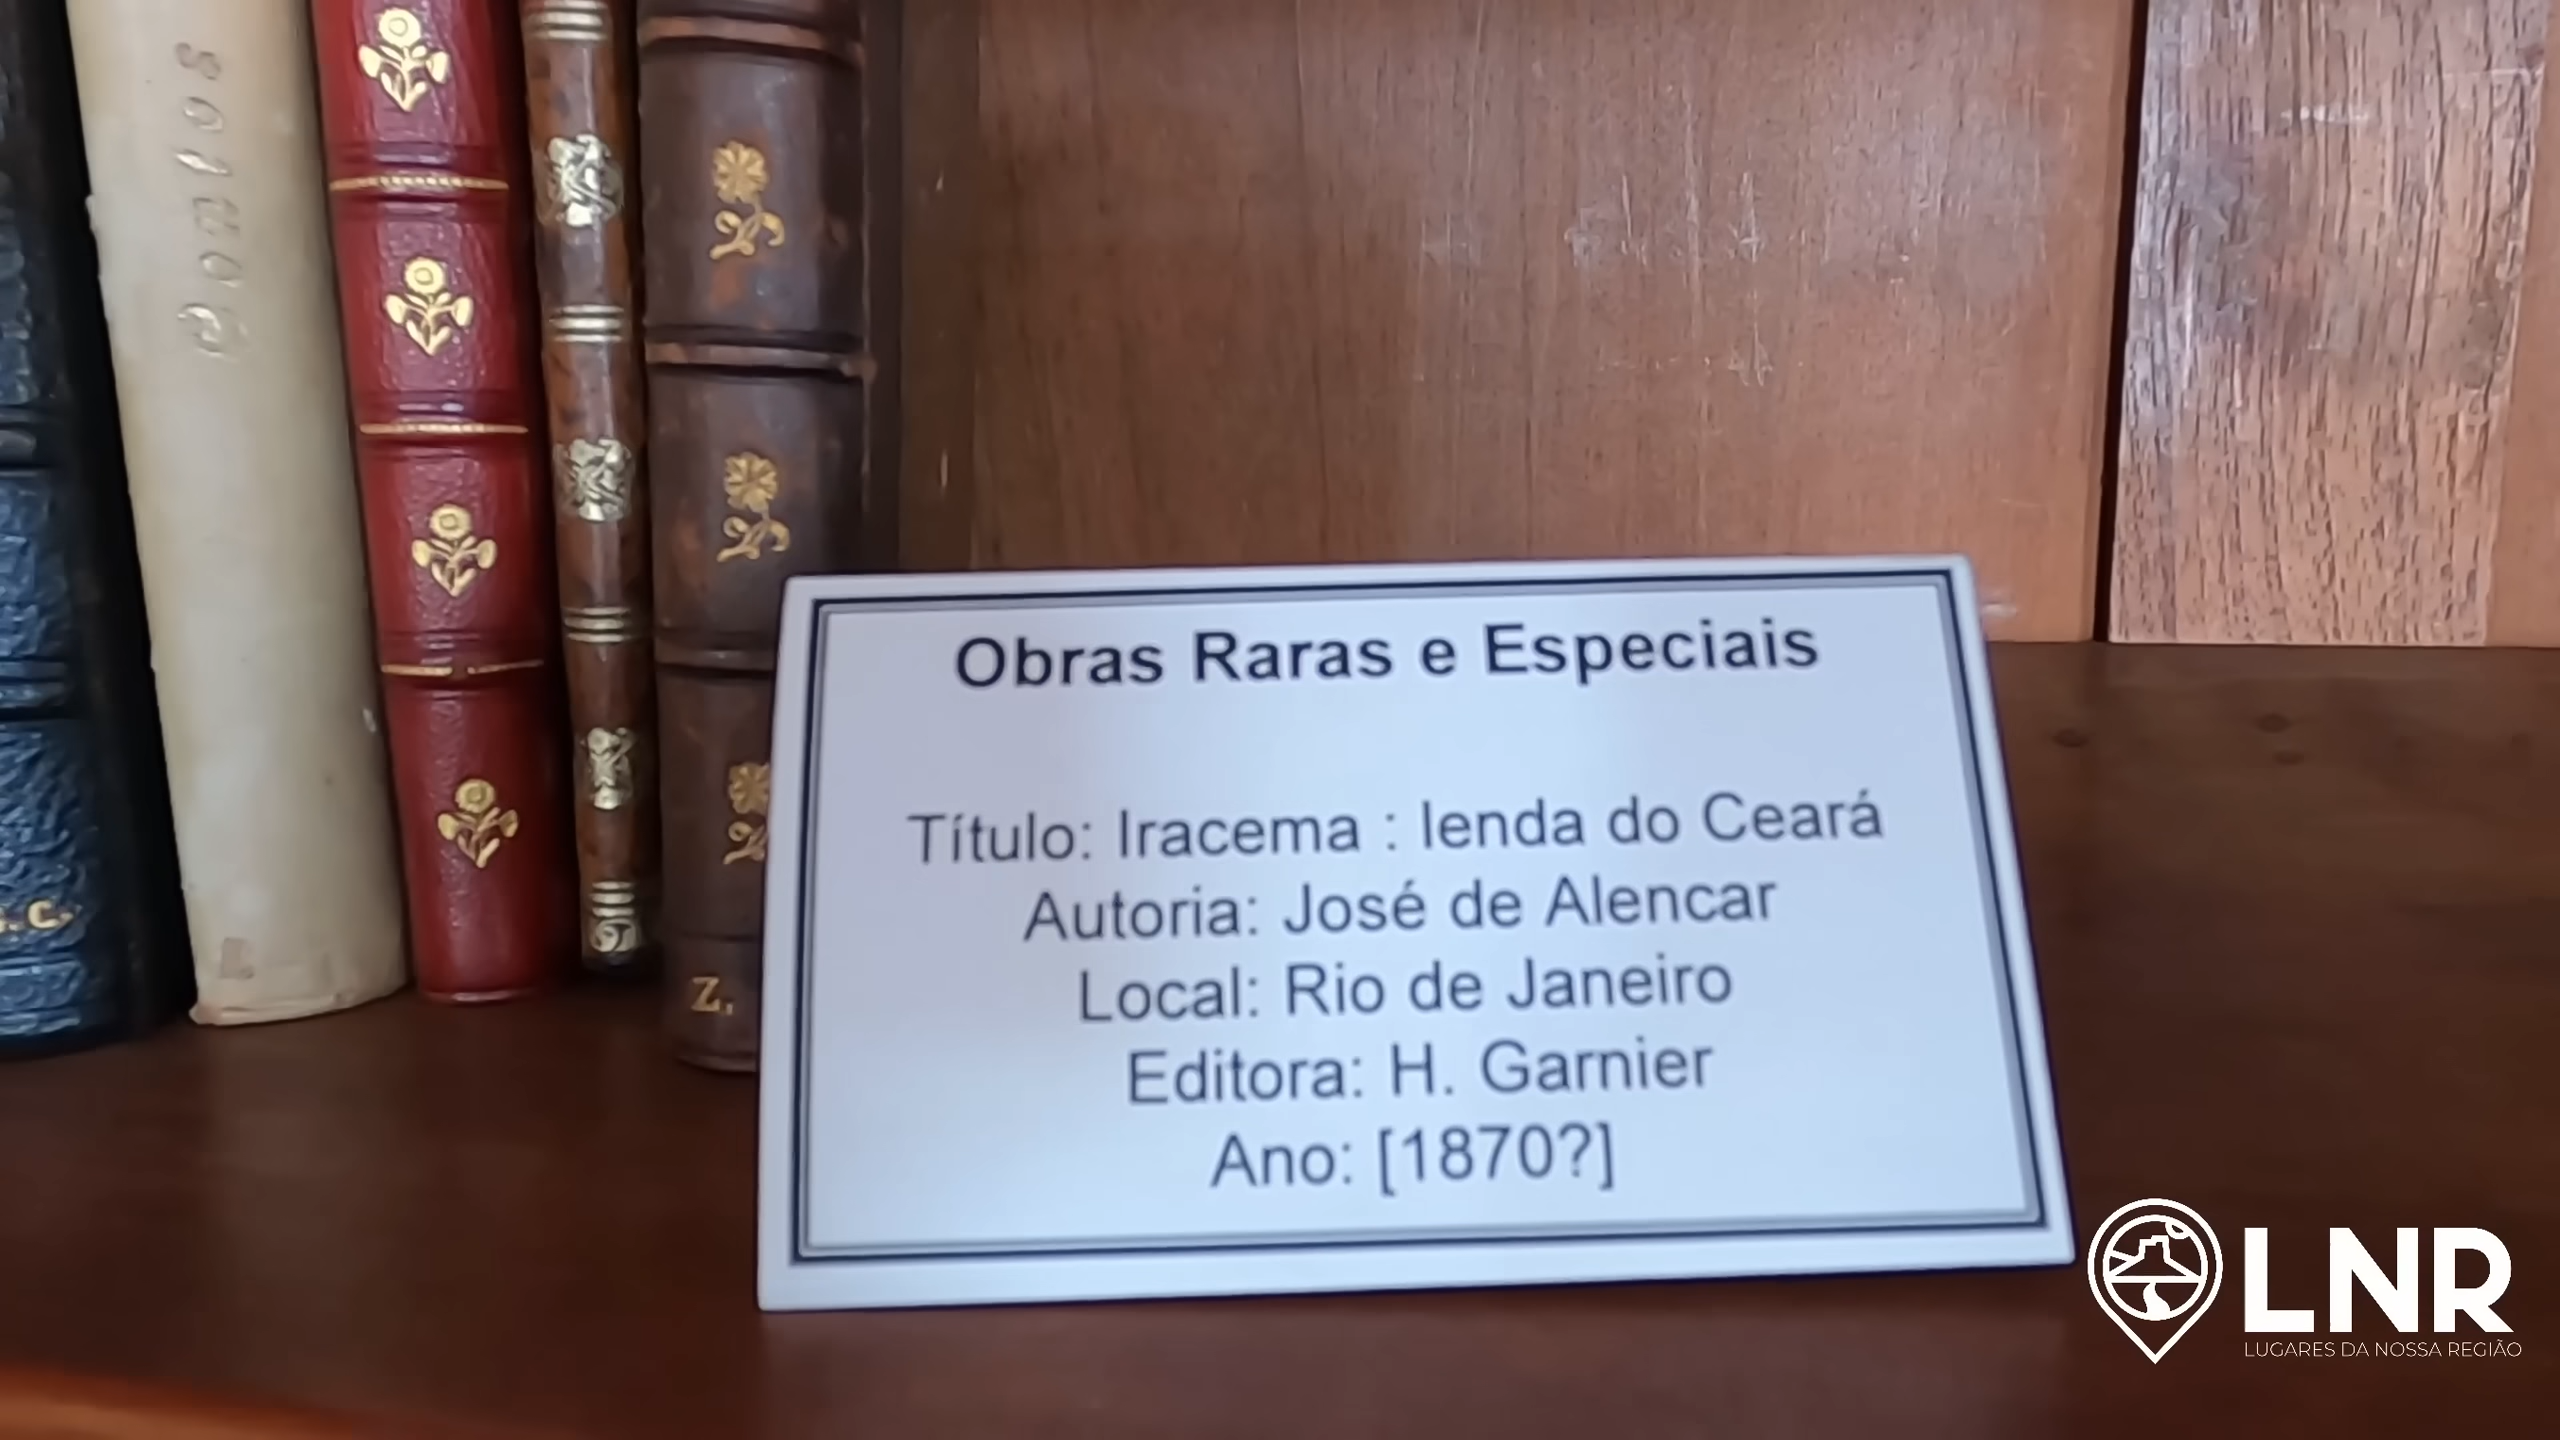 Obras Raras e Especiais
Título: Iracema : lenda do Ceará
Autoria: José de Alencar
Local: Rio de Janeiro
Editora: H. Garnier
Ano: [1870?]
Z.
LNR
LUGARES DA NOSSA REGIÃO